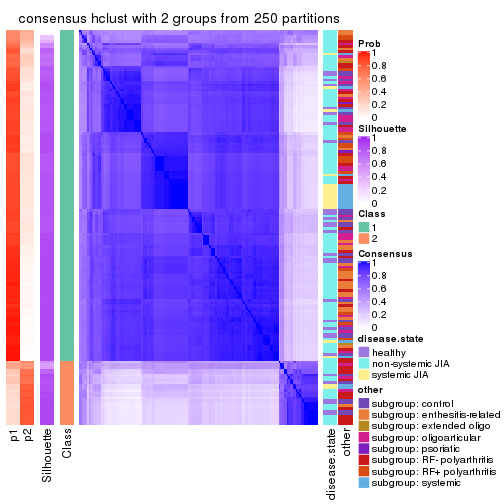 consensus hclust with 2 groups from 250 partitions
Prob
1
0.8
0.6
0.4
0.2
0
Silhouette
1
0.8
0.6
0.4
0.2
0
Class
1
2
Consensus
1
0.8
0.6
0.4
0.2
0
disease.state
healthy
non-systemic JIA
systemic JIA
other
subgroup: control
subgroup: enthesitis-related
subgroup: extended oligo
subgroup: oligoarticular
subgroup: psoriatic
subgroup: RF- polyarthritis
subgroup: RF+ polyarthritis
subgroup: systemic
p1
p2
Silhouette
Class
disease.state
other